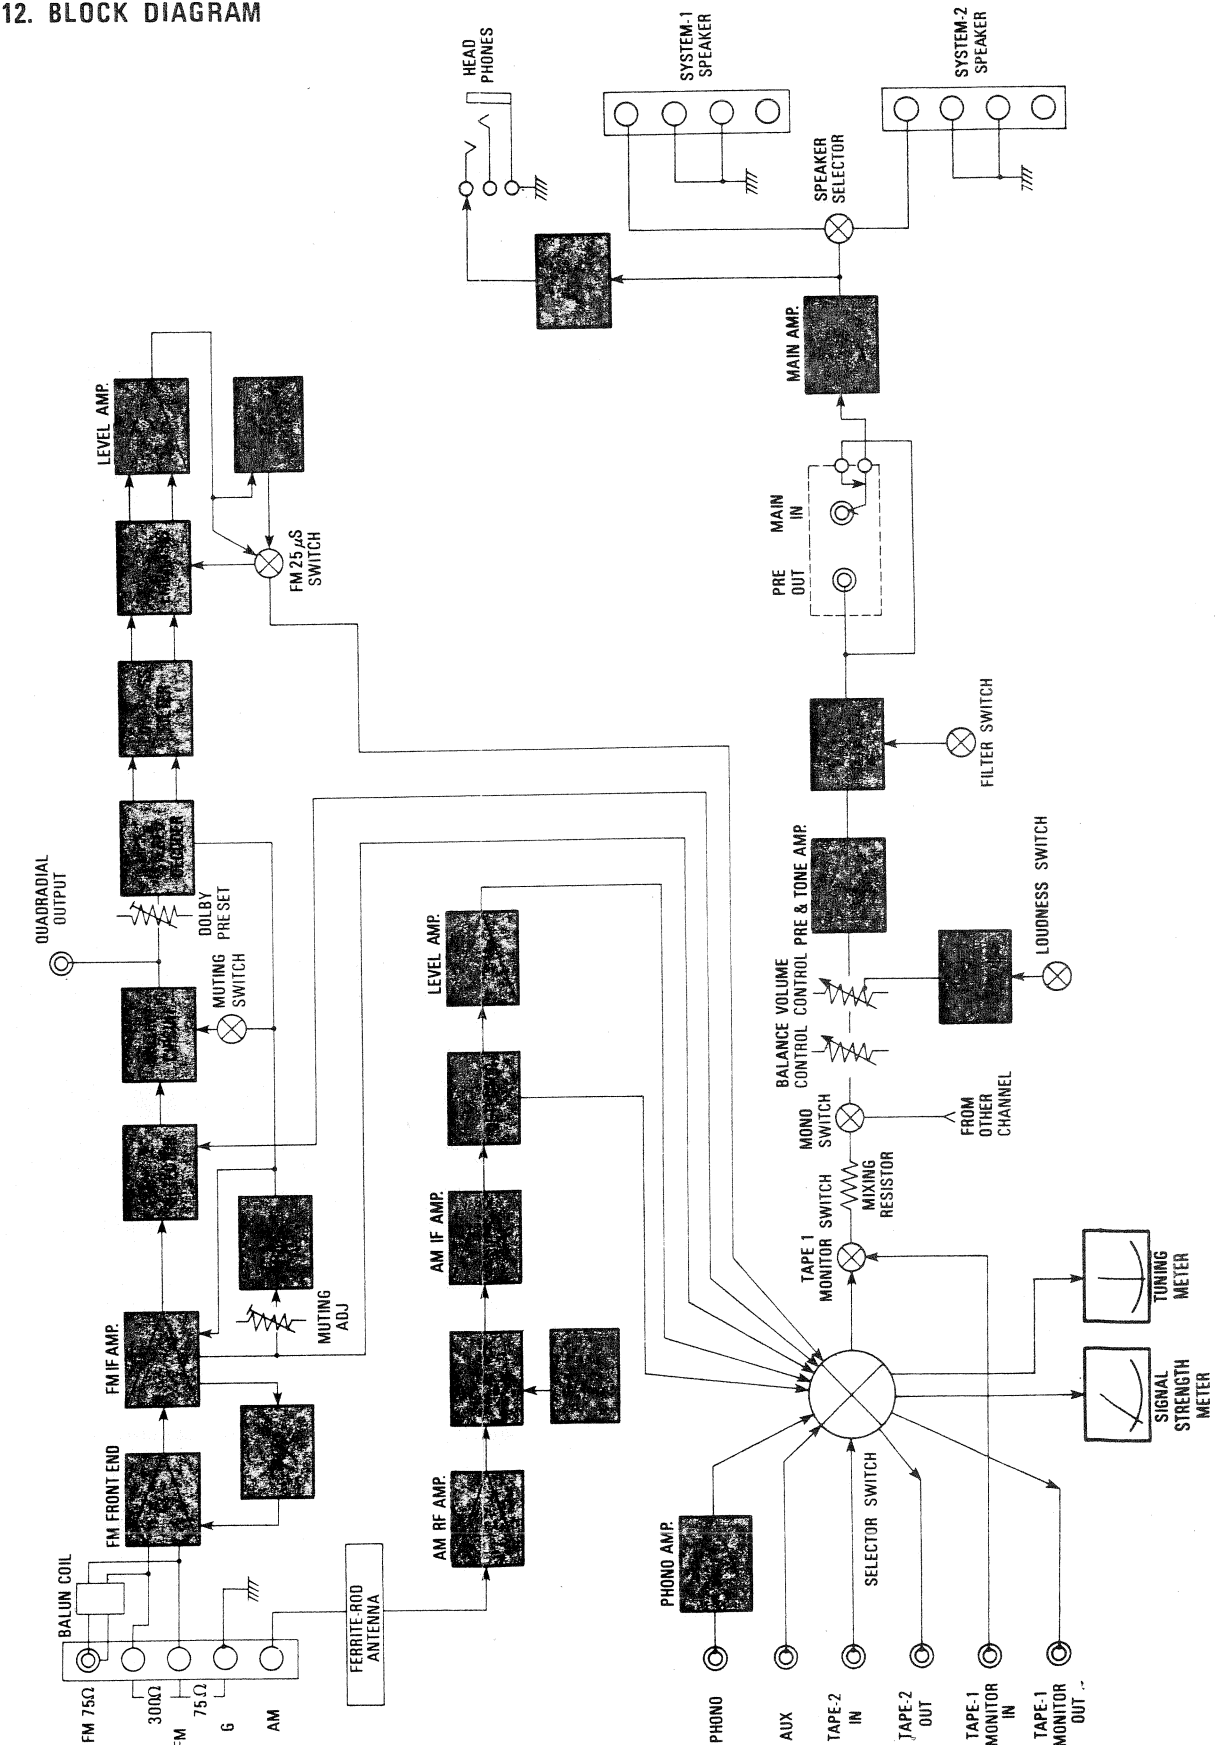 12. BLOCK DIAGRAM
HEAD
PHONES
SYSTEM-1
SPEAKER
SYSTEM-2
SPEAKER
SPEAKER
SELECTOR
MAIN AMP.
MAIN
IN
PRE
OUT
FILTER SWITCH
PRE & TONE AMP.
LOUDNESS SWITCH
VOLUME
CONTROL
BALANCE
CONTROL
MONO
SWITCH
FROM
OTHER
CHANNEL
MIXING
RESISTOR
TAPE 1
MONITOR SWITCH
TUNING
METER
SIGNAL
STRENGTH
METER
SELECTOR SWITCH
LEVEL AMP.
FM 25 µS
SWITCH
DECODER
QUADRADIAL
OUTPUT
DOLBY
PRESET
MUTING
SWITCH
LEVEL AMP.
AM IF AMP.
FM IF AMP.
MUTING
ADJ
FM FRONT END
AM RF AMP.
BALUN COIL
FERRITE-ROD
ANTENNA
PHONO AMP.
FM 75Ω
300Ω
FM
75Ω
G
AM
PHONO
AUX
TAPE-2
IN
TAPE-2
OUT
TAPE-1
MONITOR
IN
TAPE-1
MONITOR
OUT